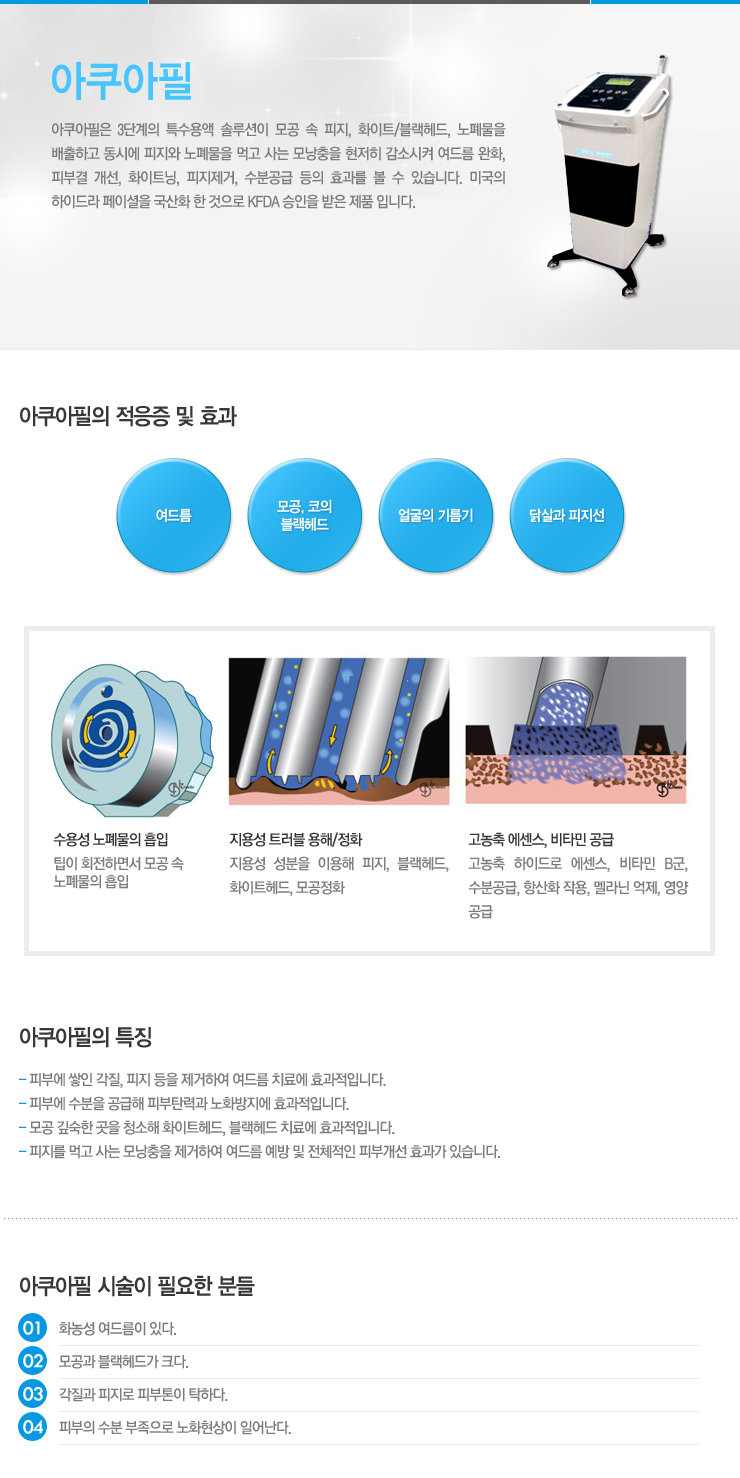 아쿠아필
아쿠아필은 3단계의 특수용액 솔루션이 모공 속 피지, 화이트/블랙헤드, 노폐물을
배출하고 동시에 피지와 노폐물을 먹고 사는 모낭충을 현저히 감소시켜 여드름 완화,
피부결 개선, 화이트닝, 피지제거, 수분공급 등의 효과를 볼 수 있습니다. 미국의
하이드라 페이셜을 국산화 한 것으로 KFDA 승인을 받은 제품 입니다.
아쿠아필의 적응증 및 효과
여드름
모공, 코의
블랙헤드
얼굴의 기름기
닭살과 피지선
수용성 노폐물의 흡입
팁이 회전하면서 모공 속
노폐물의 흡입
지용성 트러블 용해/정화
지용성 성분을 이용해 피지, 블랙헤드,
화이트헤드, 모공정화
고농축 에센스, 비타민 공급
고농축 하이드로 에센스, 비타민 B군,
수분공급, 항산화 작용, 멜라닌 억제, 영양
공급
아쿠아필의 특징
- 피부에 쌓인 각질, 피지 등을 제거하여 여드름 치료에 효과적입니다.
- 피부에 수분을 공급해 피부탄력과 노화방지에 효과적입니다.
- 모공 깊숙한 곳을 청소해 화이트헤드, 블랙헤드 치료에 효과적입니다.
- 피지를 먹고 사는 모낭충을 제거하여 여드름 예방 및 전체적인 피부개선 효과가 있습니다.
아쿠아필 시술이 필요한 분들
01 화농성 여드름이 있다.
02 모공과 블랙헤드가 크다.
03 각질과 피지로 피부톤이 탁하다.
04 피부의 수분 부족으로 노화현상이 일어난다.